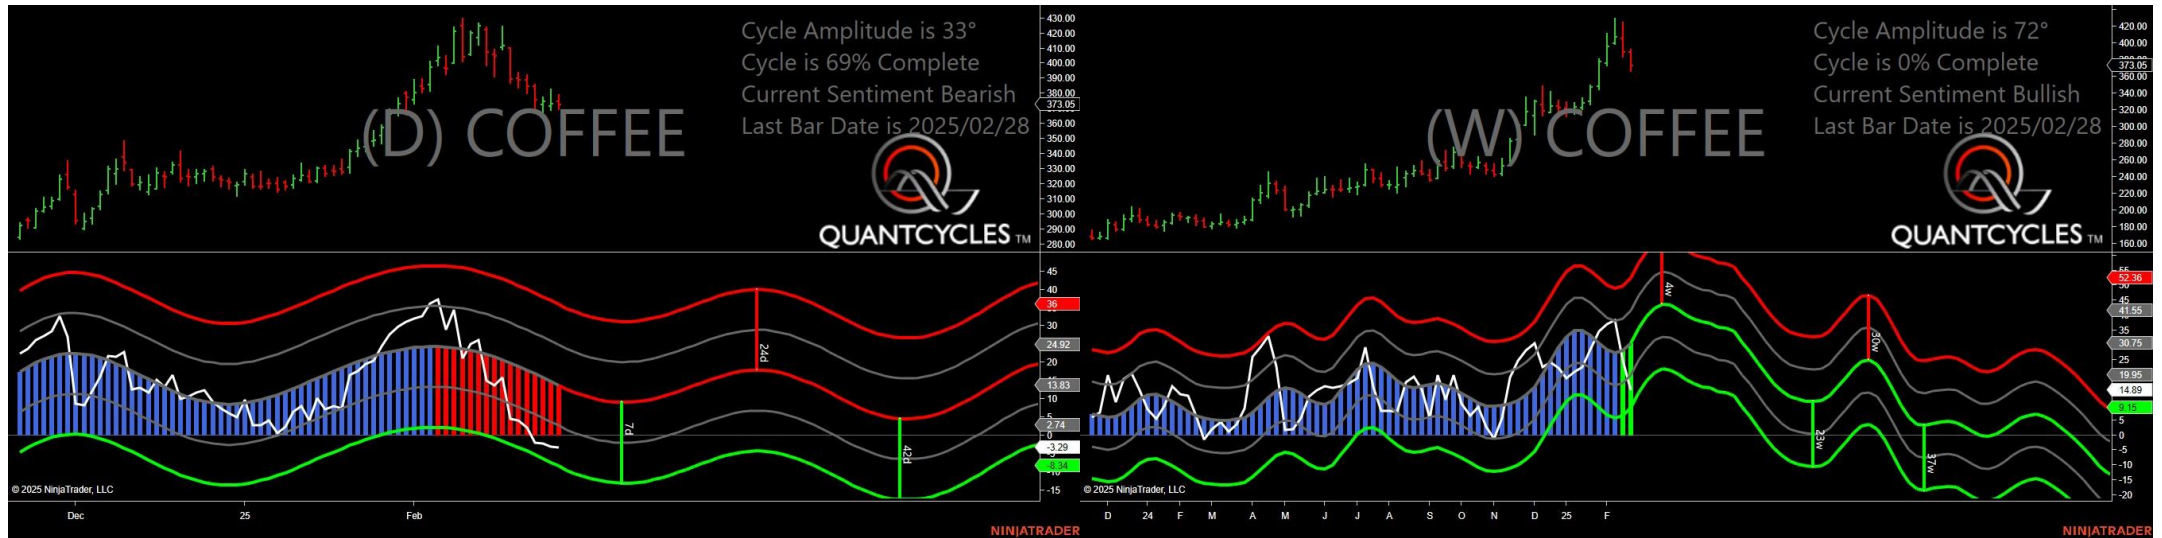 Cycle Amplitude is 33°
Cycle is 69% Complete
Current Sentiment Bearish
Last Bar Date is 2025/02/28
(D) COFFEE
QUANTCYCLES TM
430.00
420.00
410.00
400.00
390.00
380.00
373.05
360.00
350.00
340.00
330.00
320.00
310.00
300.00
290.00
280.00
45
40
36
30
24.92
20
13.83
10
5
2.74
0
-3.29
-8.34
-15
24d
7d
42d
© 2025 NinjaTrader, LLC
Dec
25
Feb
NINJATRADER
Cycle Amplitude is 72°
Cycle is 0% Complete
Current Sentiment Bullish
Last Bar Date is 2025/02/28
(W) COFFEE
QUANTCYCLES TM
420.00
400.00
373.05
360.00
340.00
320.00
300.00
280.00
260.00
240.00
220.00
200.00
180.00
160.00
55
52.36
50
45
41.55
35
30.75
25
19.95
14.89
9.15
5
0
-5
-10
-15
-20
4w
30w
23w
37w
© 2025 NinjaTrader, LLC
D
24
F
M
A
M
J
J
A
S
O
N
D
25
F
NINJATRADER